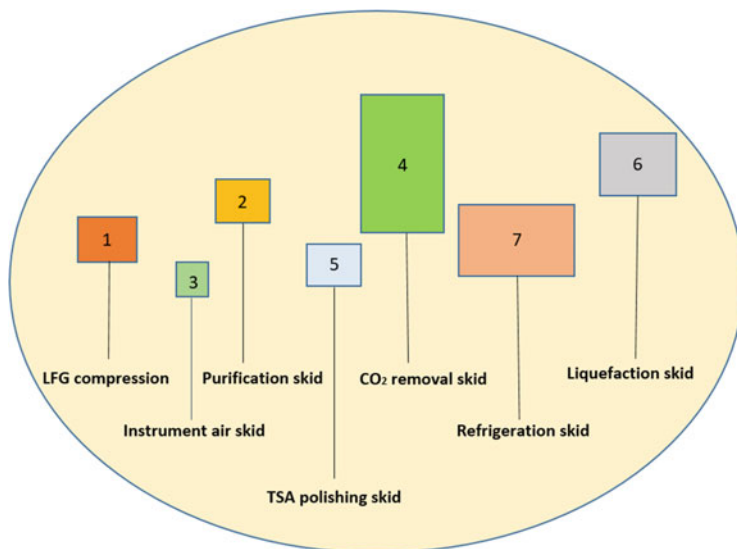 4
6
2
7
1
5
3
LFG compression
Purification skid
CO₂ removal skid
Liquefaction skid
Instrument air skid
Refrigeration skid
TSA polishing skid